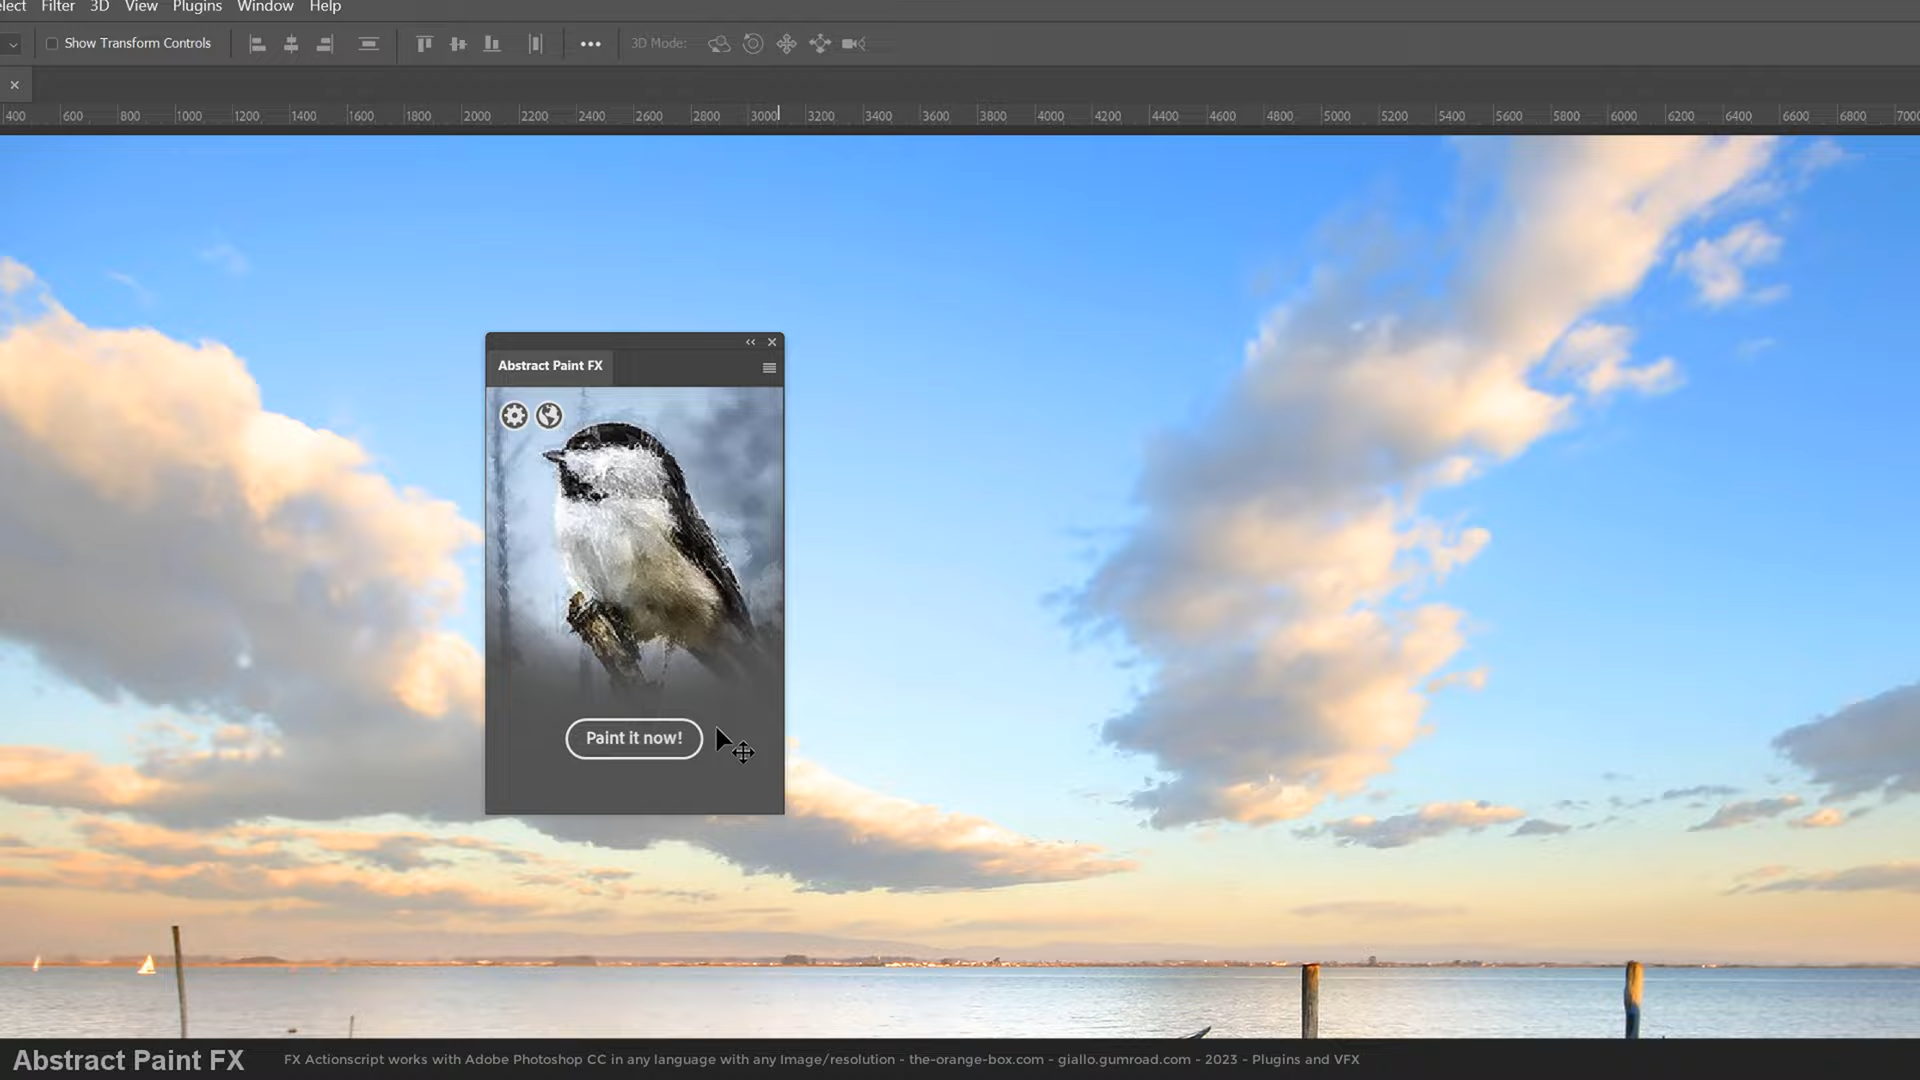 elect Filter 3D View Plugins Window Help
Show Transform Controls 3D Mode:
400 600 800 1000 1200 1400 1600 1800 2000 2200 2400 2600 2800 3000 3200 3400 3600 3800 4000 4200 4400 4600 4800 5000 5200 5400 5600 5800 6000 6200 6400 6600 6800 7000
Abstract Paint FX
Paint it now!
Abstract Paint FX FX Actionscript works with Adobe Photoshop CC in any language with any Image/resolution - the-orange-box.com - giallo.gumroad.com - 2023 - Plugins and VFX